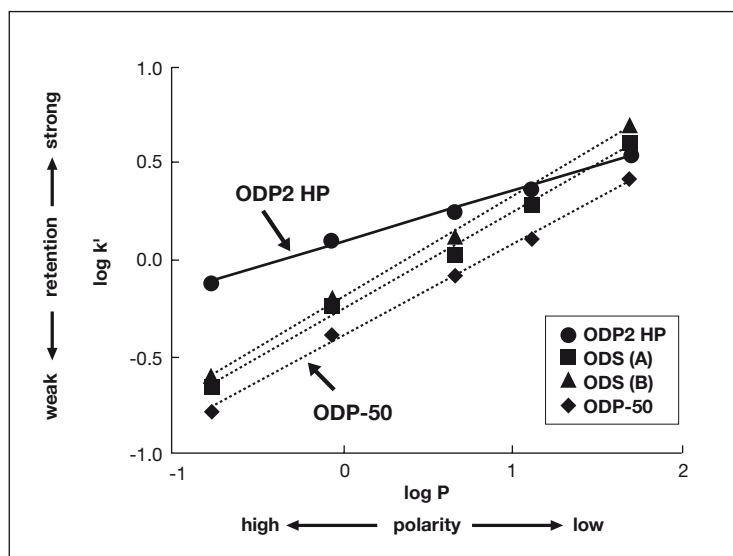 strong
retention
weak
log k'
1.0
0.5
0.0
-0.5
-1.0
ODP2 HP
ODP-50
ODP2 HP
ODS (A)
ODS (B)
ODP-50
-1
0
1
2
log P
high polarity low